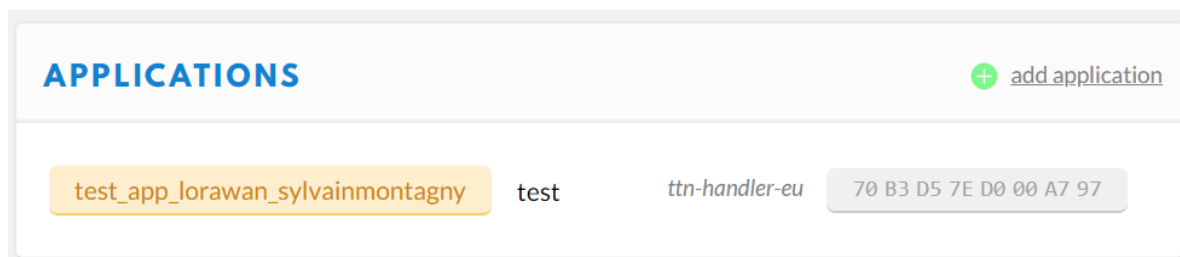 APPLICATIONS
add application
test_app_lorawan_sylvainmontagny test ttn-handler-eu 70 B3 D5 7E D0 00 A7 97